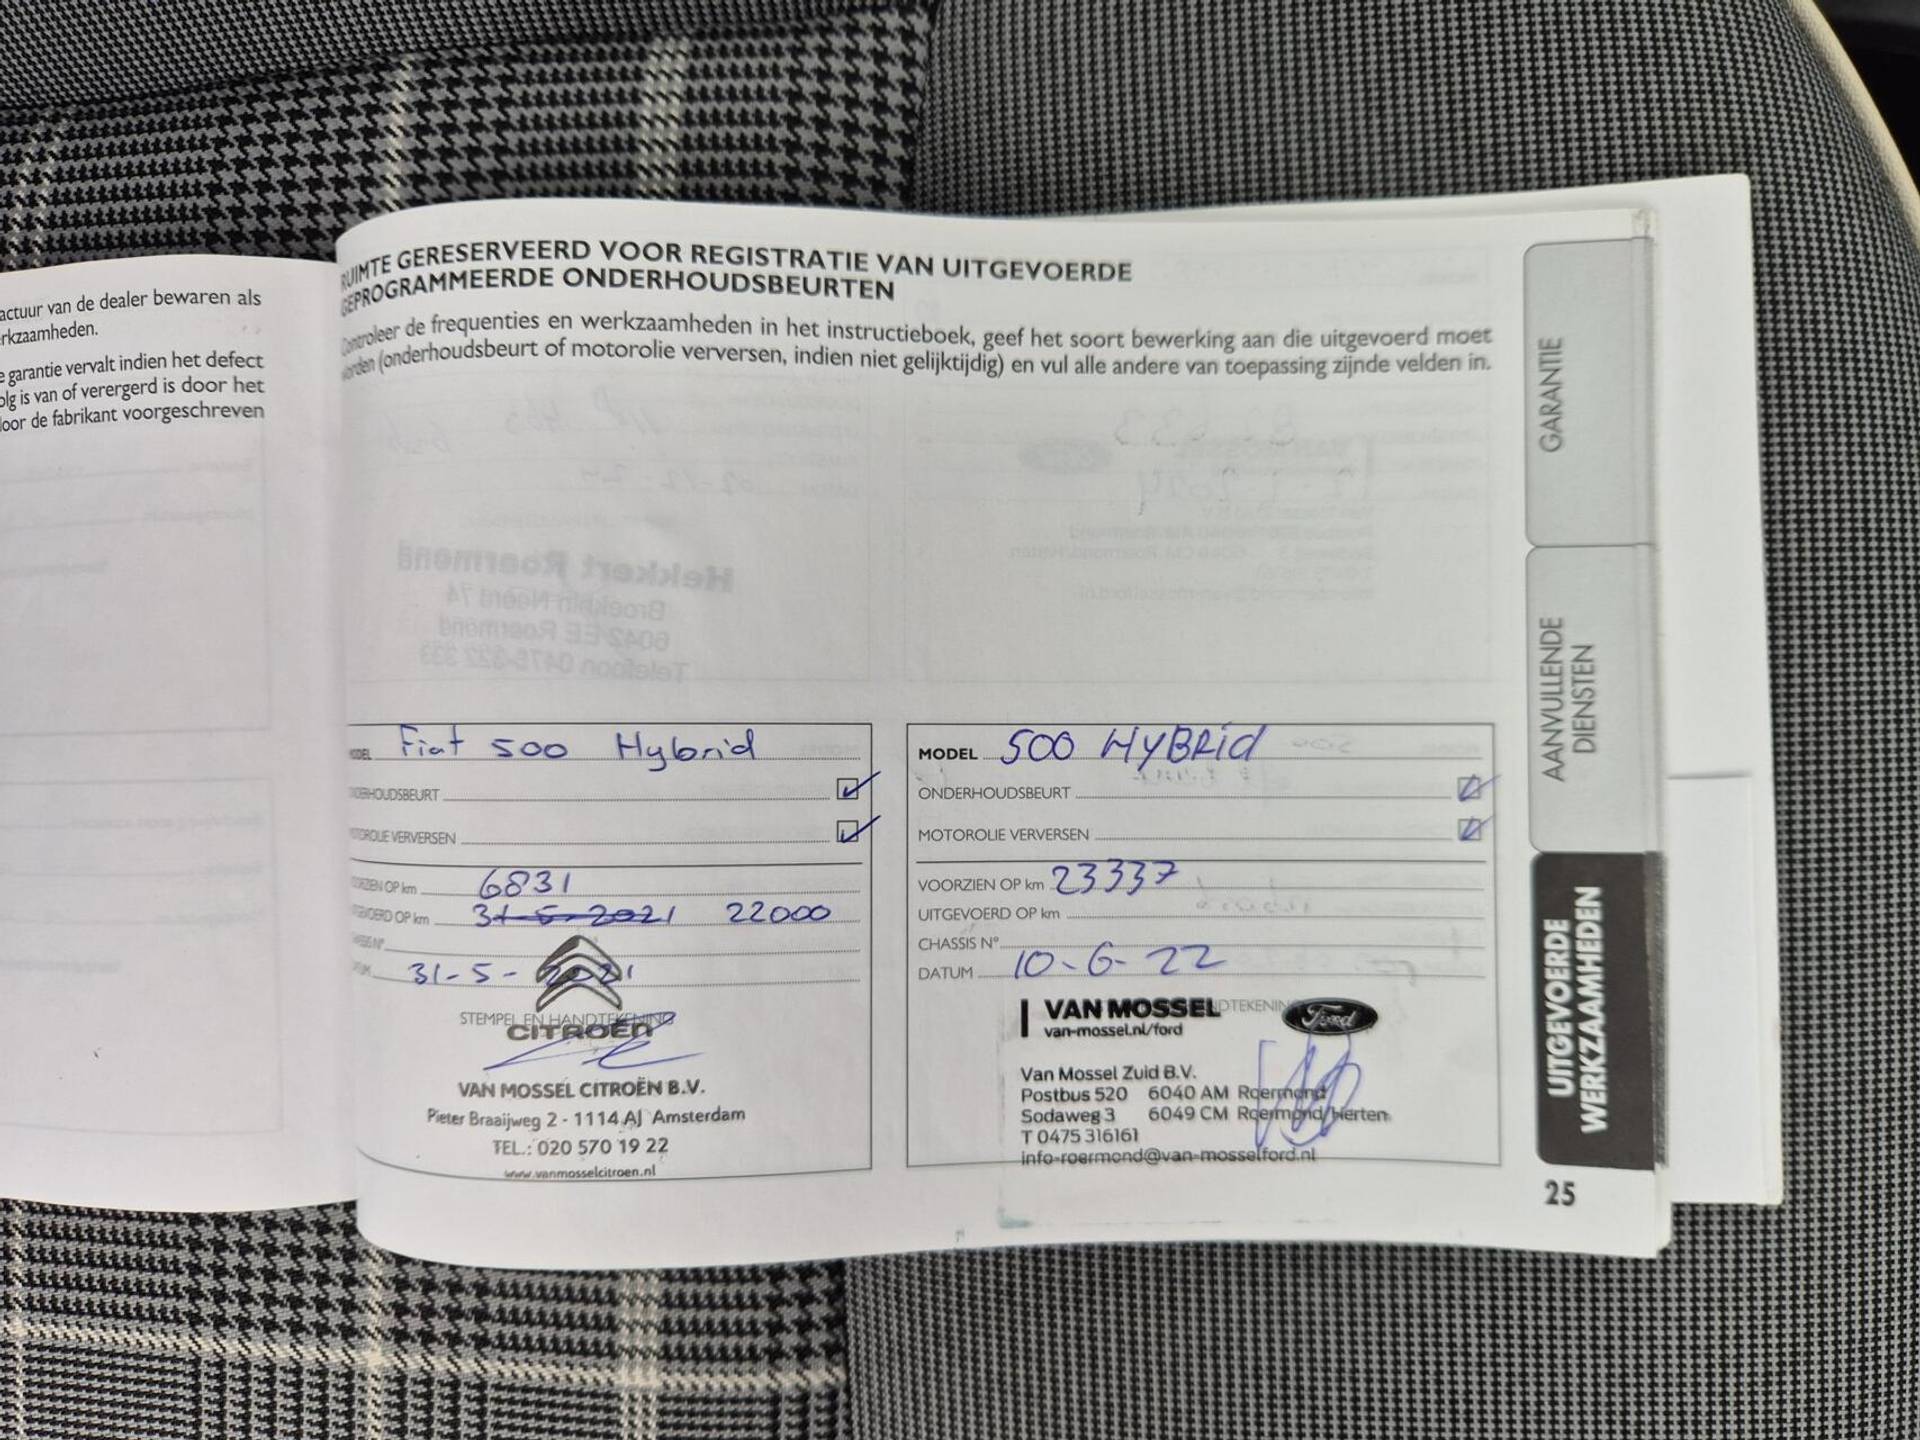 actuur van de dealer bewaren als
rkzaamheden.
e garantie vervalt indien het defect
olg is van of verergerd is door het
loor de fabrikant voorgeschreven
RUIMTE GERESERVEERD VOOR REGISTRATIE VAN UITGEVOERDE
GEPROGRAMMEERDE ONDERHOUDSBEURTEN
Controleer de frequenties en werkzaamheden in het instructieboek, geef het soort bewerking aan die uitgevoerd moet
worden (onderhoudsbeurt of motorolie verversen, indien niet gelijktijdig) en vul alle andere van toepassing zijnde velden in.
MODEL Fiat 500 Hybrid
ONDERHOUDSBEURT
MOTOROLIE VERVERSEN
VOORZIEN OP km 6831
UITGEVOERD OP km 31-5-2021 22000
CHASSIS N°
DATUM 31-5-2021
STEMPEL EN HANDTEKENING
CITROËN
VAN MOSSEL CITROËN B.V.
Pieter Braaijweg 2 - 1114 AJ Amsterdam
TEL.: 020 570 19 22
www.vanmosselcitroen.nl
MODEL 500 HYBRID
ONDERHOUDSBEURT
MOTOROLIE VERVERSEN
VOORZIEN OP km 23337
UITGEVOERD OP km
CHASSIS N°
DATUM 10-6-22
VAN MOSSEL NDTEKENING Ford
van-mossel.nl/ford
Van Mossel Zuid B.V.
Postbus 520 6040 AM Roermond
Sodaweg 3 6049 CM Roermond/Herten
T 0475 316161
info-roermond@van-mosselford.nl
GARANTIE
AANVULLENDE
DIENSTEN
UITGEVOERDE
WERKZAAMHEDEN
25